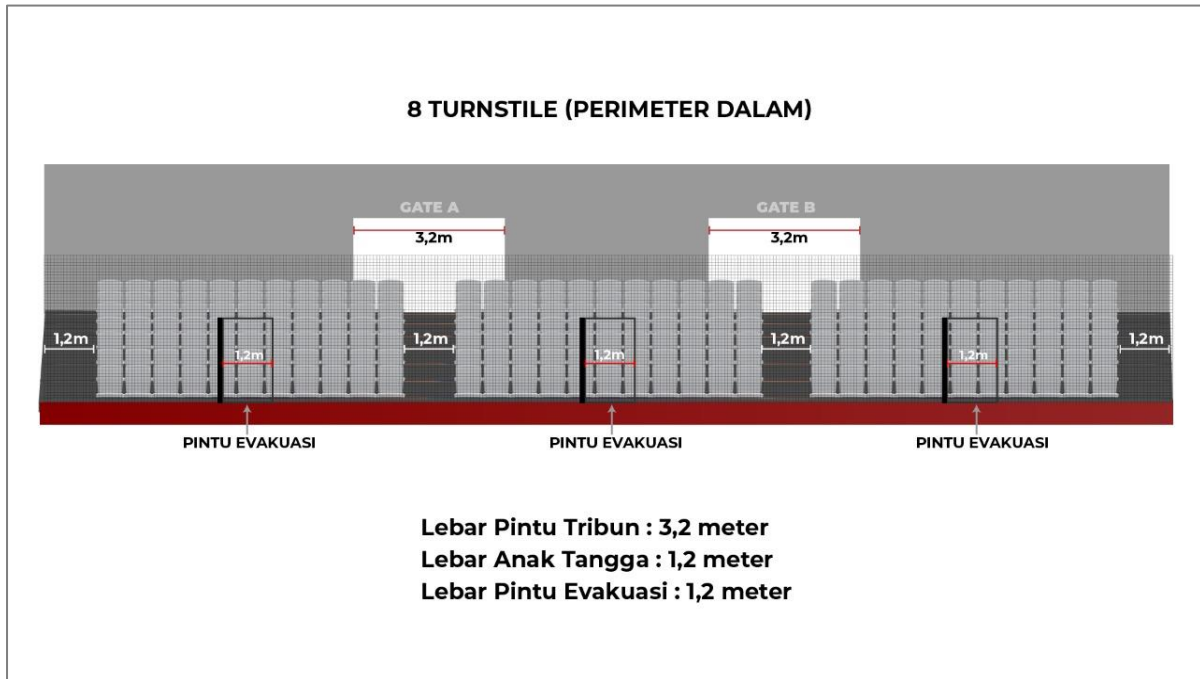 8 TURNSTILE (PERIMETER DALAM)
GATE A
GATE B
3,2m
3,2m
1,2m
1,2m
1,2m
1,2m
1,2m
1,2m
1,2m
PINTU EVAKUASI
PINTU EVAKUASI
PINTU EVAKUASI
Lebar Pintu Tribun : 3,2 meter
Lebar Anak Tangga : 1,2 meter
Lebar Pintu Evakuasi : 1,2 meter